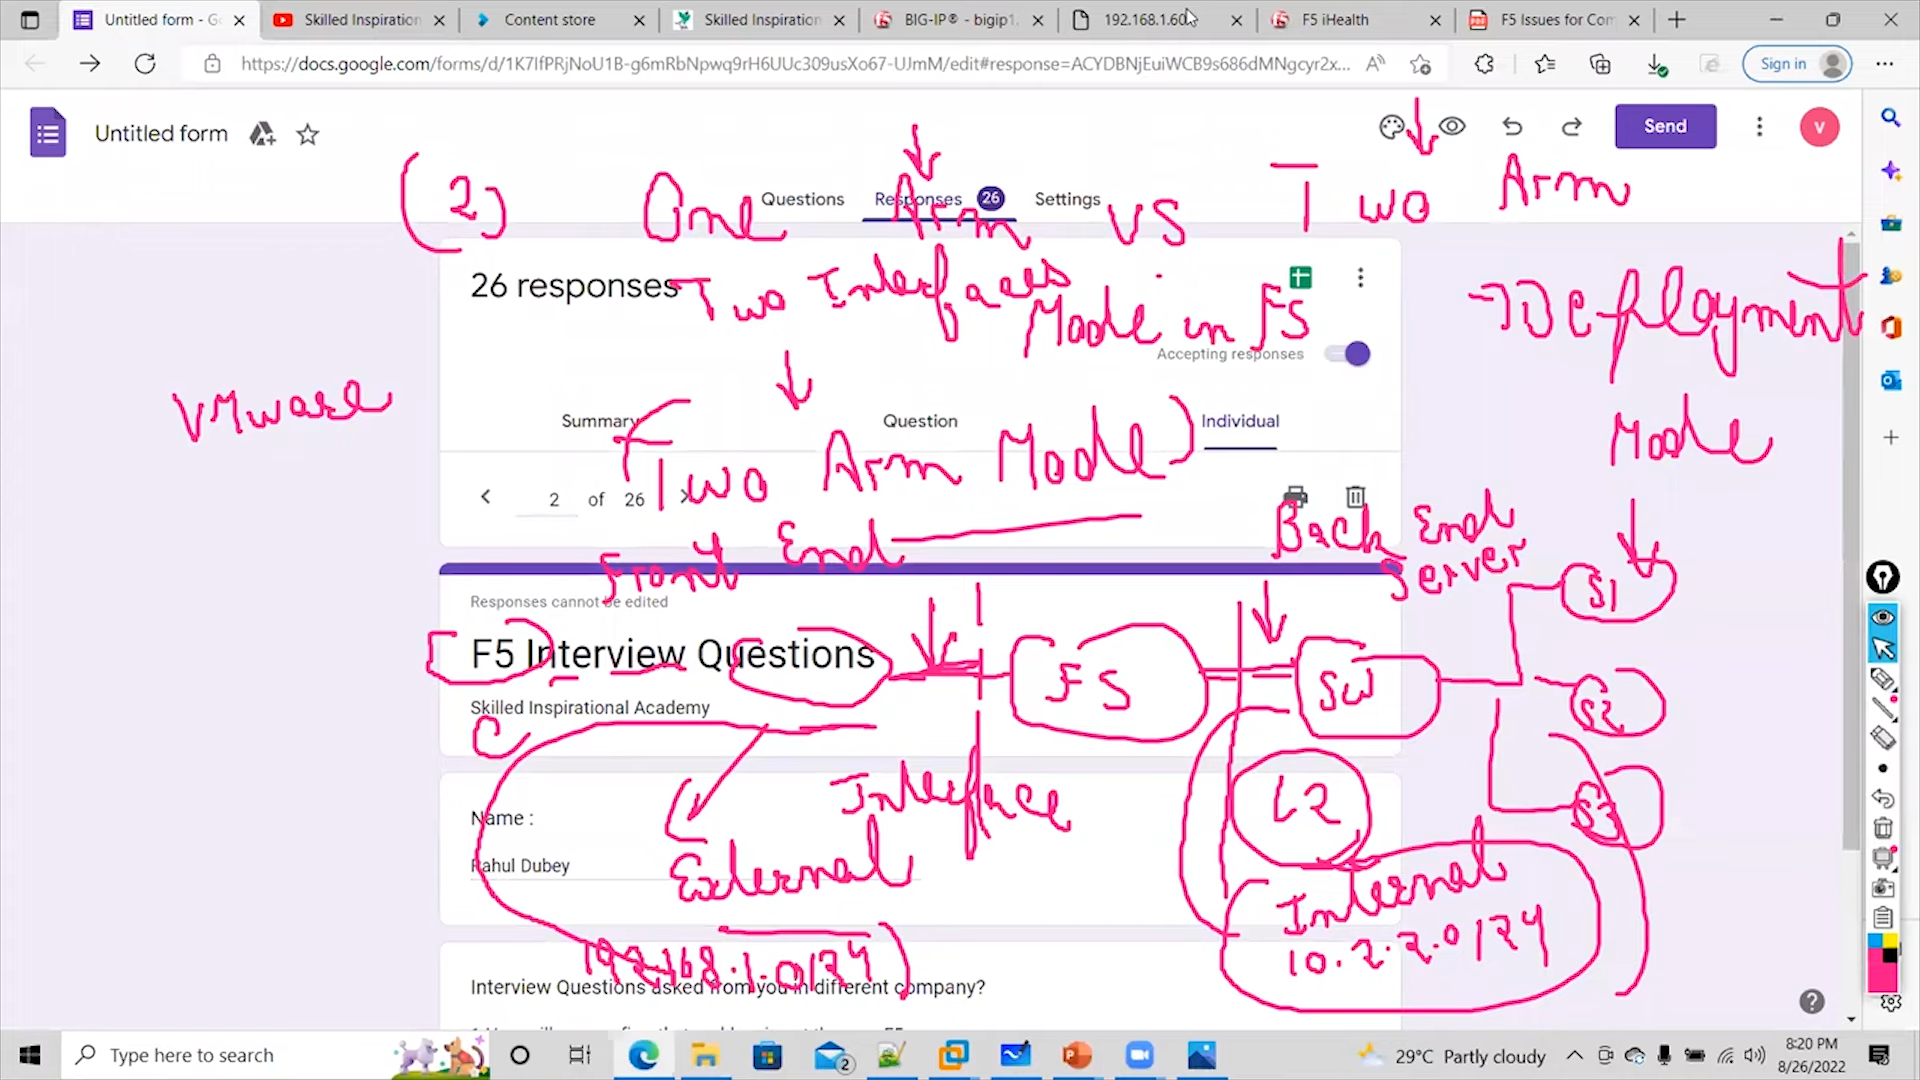 Untitled form - Go
Skilled Inspiration
Content store
Skilled Inspiration
BIG-IP® - bigip1.
192.168.1.60
F5 iHealth
F5 Issues for Com
https://docs.google.com/forms/d/1K7IfPRjNoU1B-g6mRbNpwq9rH6UUc309usXo67-UJmM/edit#response=ACYDBNjEuiWCB9s686dMNgcyr2x...
Sign in
Untitled form
Send
V
Questions
Responses 26
Settings
(2) One Arm VS Two Arm
26 responses
Two Interfaces
Mode in F5
→ Deployment
Mode
Accepting responses
VMware
Summary
Question
Individual
(Two Arm Mode)
2 of 26
Front End
Back End
Server
Responses cannot be edited
F5 Interview Questions
F5
SW
S1
S2
S3
Skilled Inspirational Academy
C
L2
Interface
Name :
Rahul Dubey
External
Internal
192.168.1.0/24
10.2.2.0/24
Interview Questions asked from you in different company?
Type here to search
2
29°C Partly cloudy
8:20 PM
8/26/2022